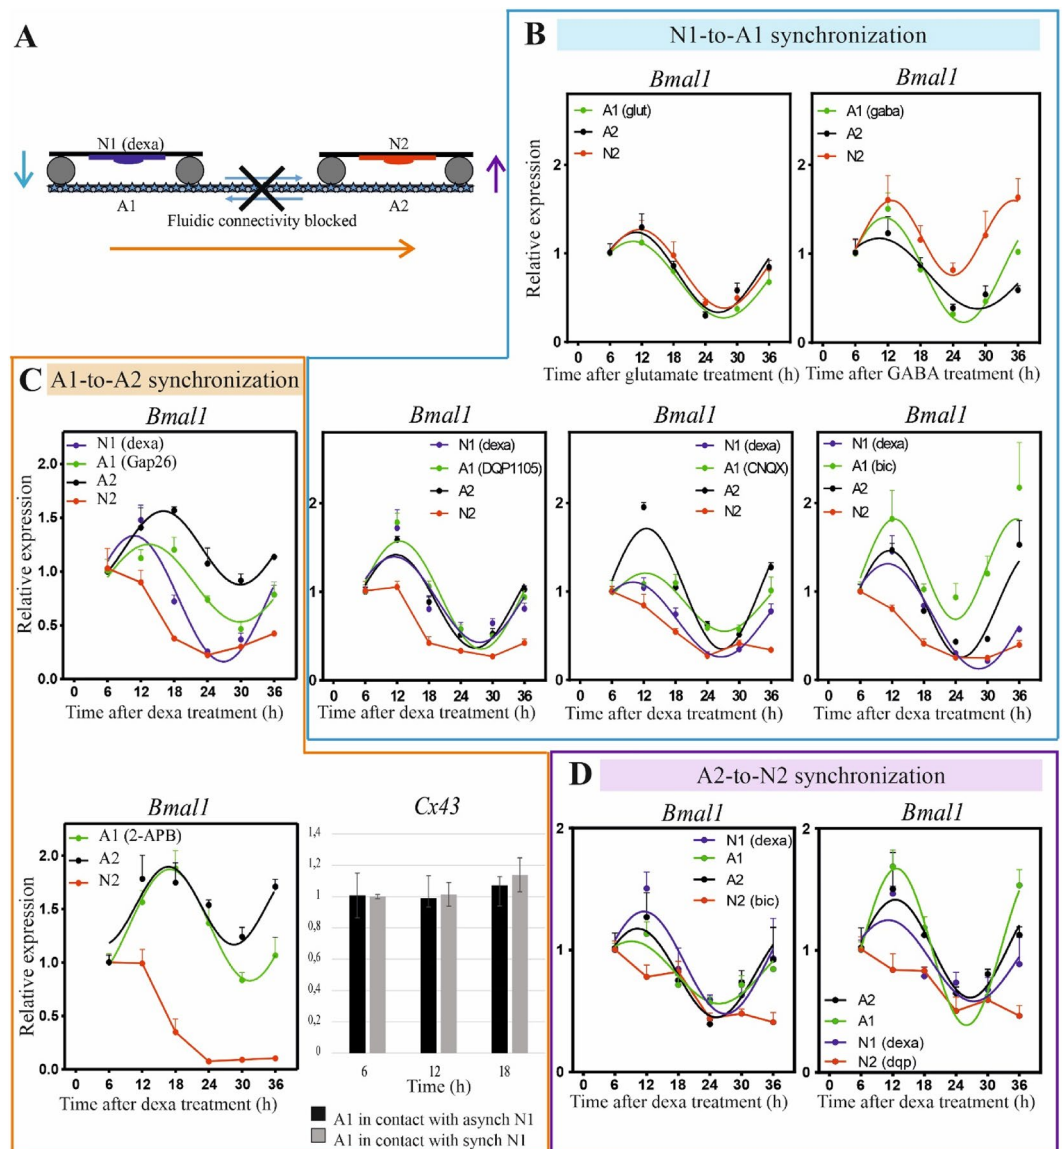 A
N1 (dexa)
N2
A1
A2
Fluidic connectivity blocked
B
N1-to-A1 synchronization
Bmal1
A1 (glut)
A2
N2
Relative expression
2
1
0
0 6 12 18 24 30 36
Time after glutamate treatment (h)
Bmal1
A1 (gaba)
A2
N2
2
1
0
0 6 12 18 24 30 36
Time after GABA treatment (h)
Bmal1
N1 (dexa)
A1 (DQP1105)
A2
N2
2
1
0
0 6 12 18 24 30 36
Time after dexa treatment (h)
Bmal1
N1 (dexa)
A1 (CNQX)
A2
N2
2
1
0
0 6 12 18 24 30 36
Time after dexa treatment (h)
Bmal1
N1 (dexa)
A1 (bic)
A2
N2
2
1
0
0 6 12 18 24 30 36
Time after dexa treatment (h)
C
A1-to-A2 synchronization
Bmal1
N1 (dexa)
A1 (Gap26)
A2
N2
Relative expression
2.0
1.5
1.0
0.5
0.0
0 6 12 18 24 30 36
Time after dexa treatment (h)
Bmal1
A1 (2-APB)
A2
N2
Relative expression
2.0
1.5
1.0
0.5
0.0
0 6 12 18 24 30 36
Time after dexa treatment (h)
Cx43
1,4
1,2
1
0,8
0,6
0,4
0,2
0
6 12 18
Time (h)
A1 in contact with asynch N1
A1 in contact with synch N1
D
A2-to-N2 synchronization
Bmal1
N1 (dexa)
A1
A2
N2 (bic)
2
1
0
0 6 12 18 24 30 36
Time after dexa treatment (h)
Bmal1
A2
A1
N1 (dexa)
N2 (dqp)
2
1
0
0 6 12 18 24 30 36
Time after dexa treatment (h)